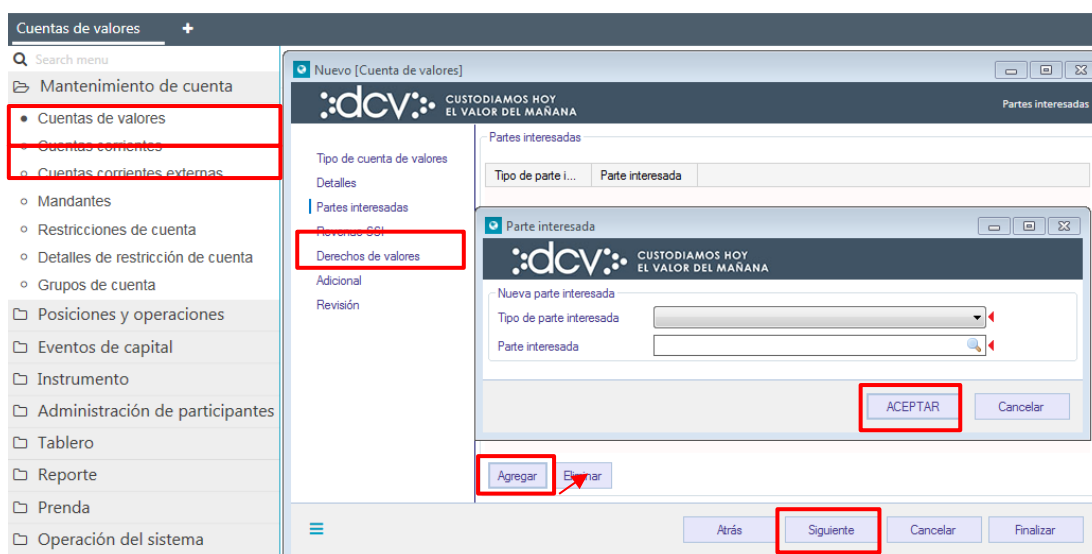 Cuentas de valores +
Search menu
Mantenimiento de cuenta
Cuentas de valores
Cuentas corrientes
Cuentas corrientes externas
Mandantes
Restricciones de cuenta
Detalles de restricción de cuenta
Grupos de cuenta
Posiciones y operaciones
Eventos de capital
Instrumento
Administración de participantes
Tablero
Reporte
Prenda
Operación del sistema
Nuevo [Cuenta de valores]
dcv CUSTODIAMOS HOY
EL VALOR DEL MAÑANA
Partes interesadas
Tipo de cuenta de valores
Detalles
Partes interesadas
Revenue SSI
Derechos de valores
Adicional
Revisión
Partes interesadas
Tipo de parte i... Parte interesada
Parte interesada
dcv CUSTODIAMOS HOY
EL VALOR DEL MAÑANA
Nueva parte interesada
Tipo de parte interesada
Parte interesada
ACEPTAR Cancelar
Agregar Eliminar
Atrás Siguiente Cancelar Finalizar